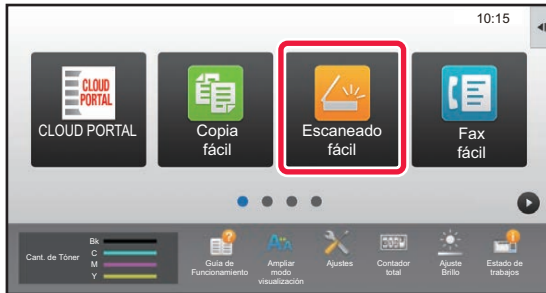 10:15
CLOUD
PORTAL
CLOUD PORTAL
Copia
fácil
Escaneado
fácil
Fax
fácil
Cant. de Tóner
Bk
C
M
Y
Guía de
Funcionamiento
Ampliar
modo
visualización
Ajustes
Contador
total
Ajuste
Brillo
Estado de
trabajos